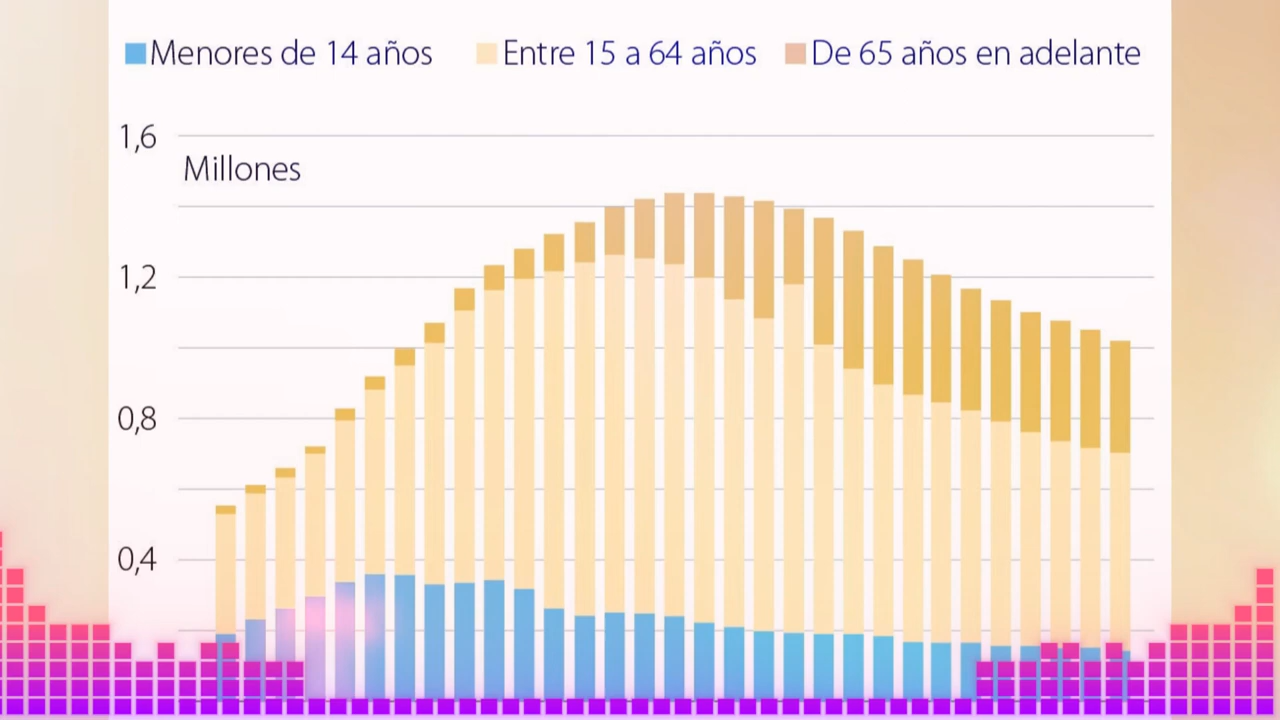 Menores de 14 años Entre 15 a 64 años De 65 años en adelante
1,6
Millones
1,2
0,8
0,4